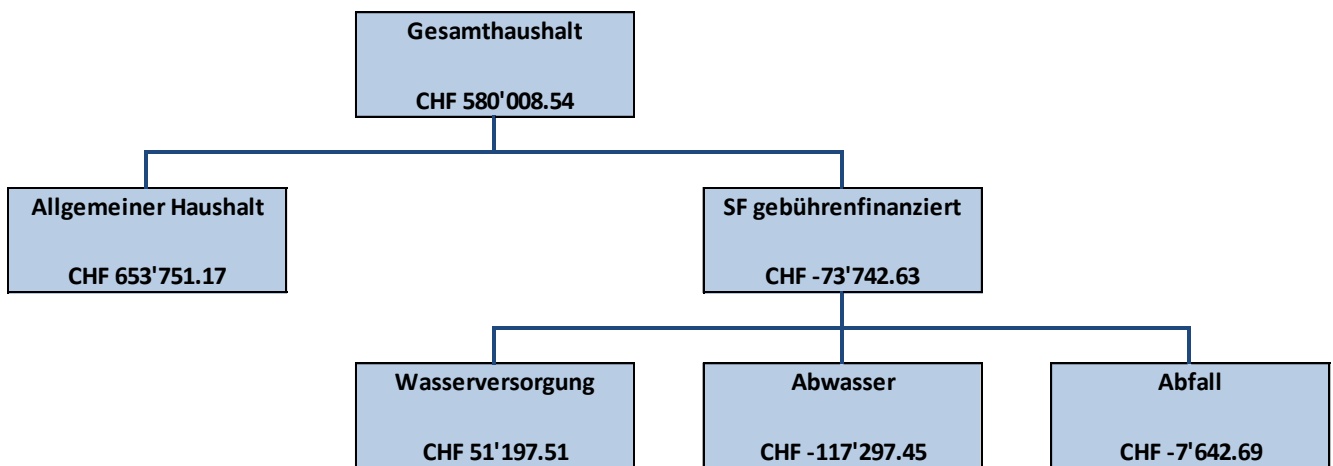 Gesamthaushalt
CHF 580'008.54
Allgemeiner Haushalt
CHF 653'751.17
SF gebührenfinanziert
CHF -73'742.63
Wasserversorgung
CHF 51'197.51
Abwasser
CHF -117'297.45
Abfall
CHF -7'642.69